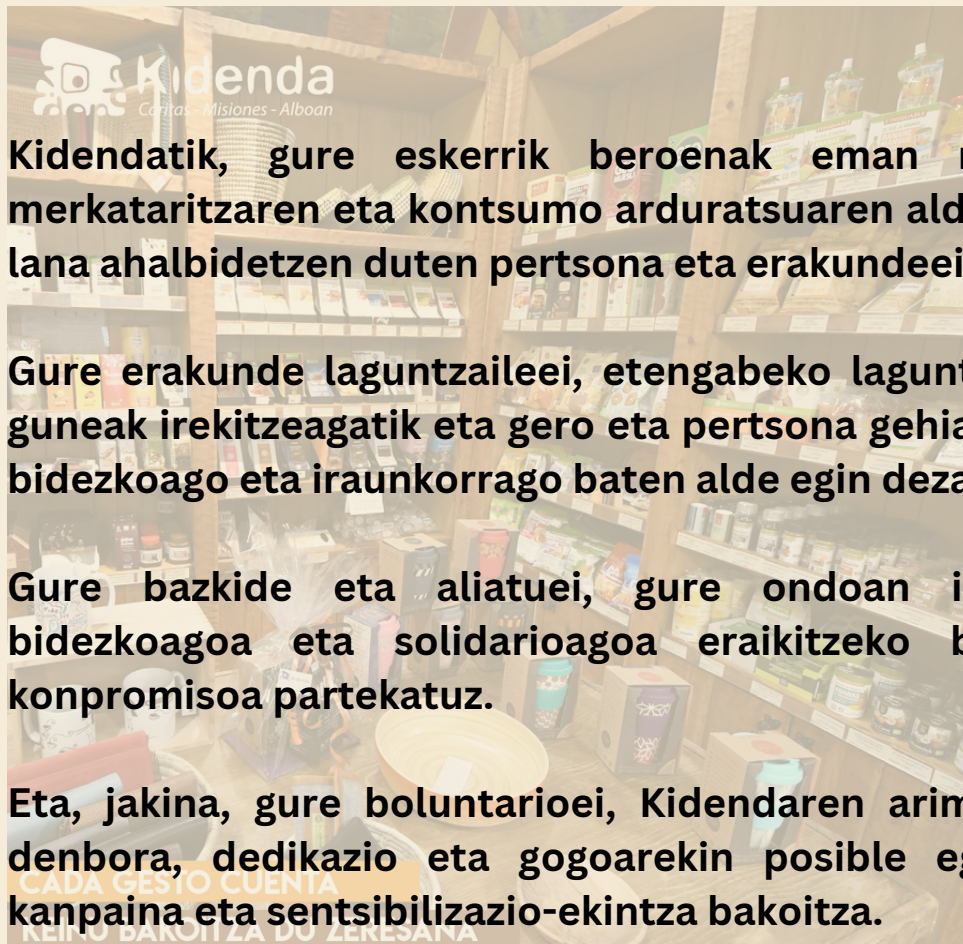 Kidenda
Caritas - Misiones - Alboan
Kidendatik, gure eskerrik beroenak eman
merkataritzaren eta kontsumo arduratsuaren ald
lana ahalbidetzen duten pertsona eta erakundeei
Gure erakunde laguntzaileei, etengabeko lagunt
guneak irekitzeagatik eta gero eta pertsona gehia
bidezkoago eta iraunkorrago baten alde egin deza
Gure bazkide eta aliatuei, gure ondoan i
bidezkoagoa eta solidarioagoa eraikitzeko b
konpromisoa partekatuz.
Eta, jakina, gure boluntarioei, Kidendaren arim
denbora, dedikazio eta gogoarekin posible eg
CADA GESTO CUENTA
kanpaina eta sentsibilizazio-ekintza bakoitza.
KEINU BAKOITZA DU ZERESANA